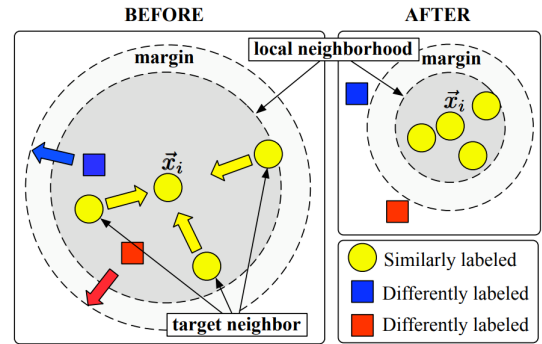 BEFORE
AFTER
local neighborhood
margin
margin
x⃗i
x⃗i
target neighbor
Similarly labeled
Differently labeled
Differently labeled